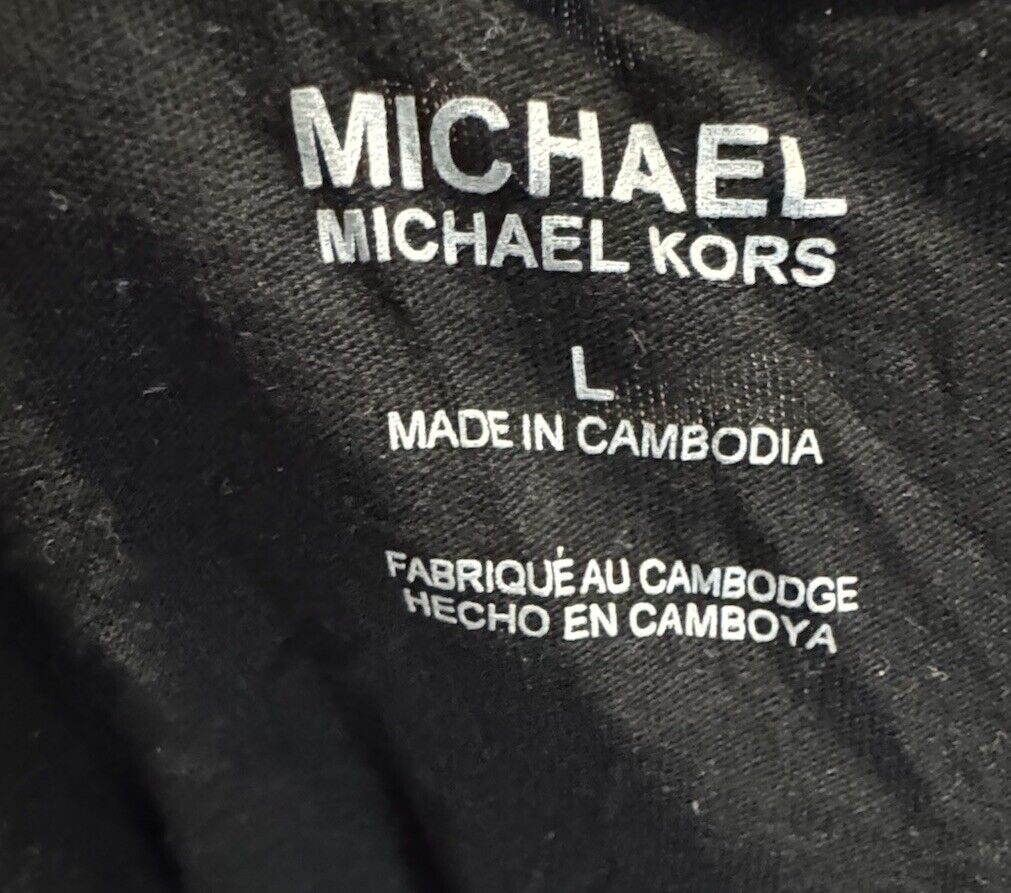 MICHAEL
MICHAEL KORS
L
MADE IN CAMBODIA
FABRIQUÉ AU CAMBODGE
HECHO EN CAMBOYA